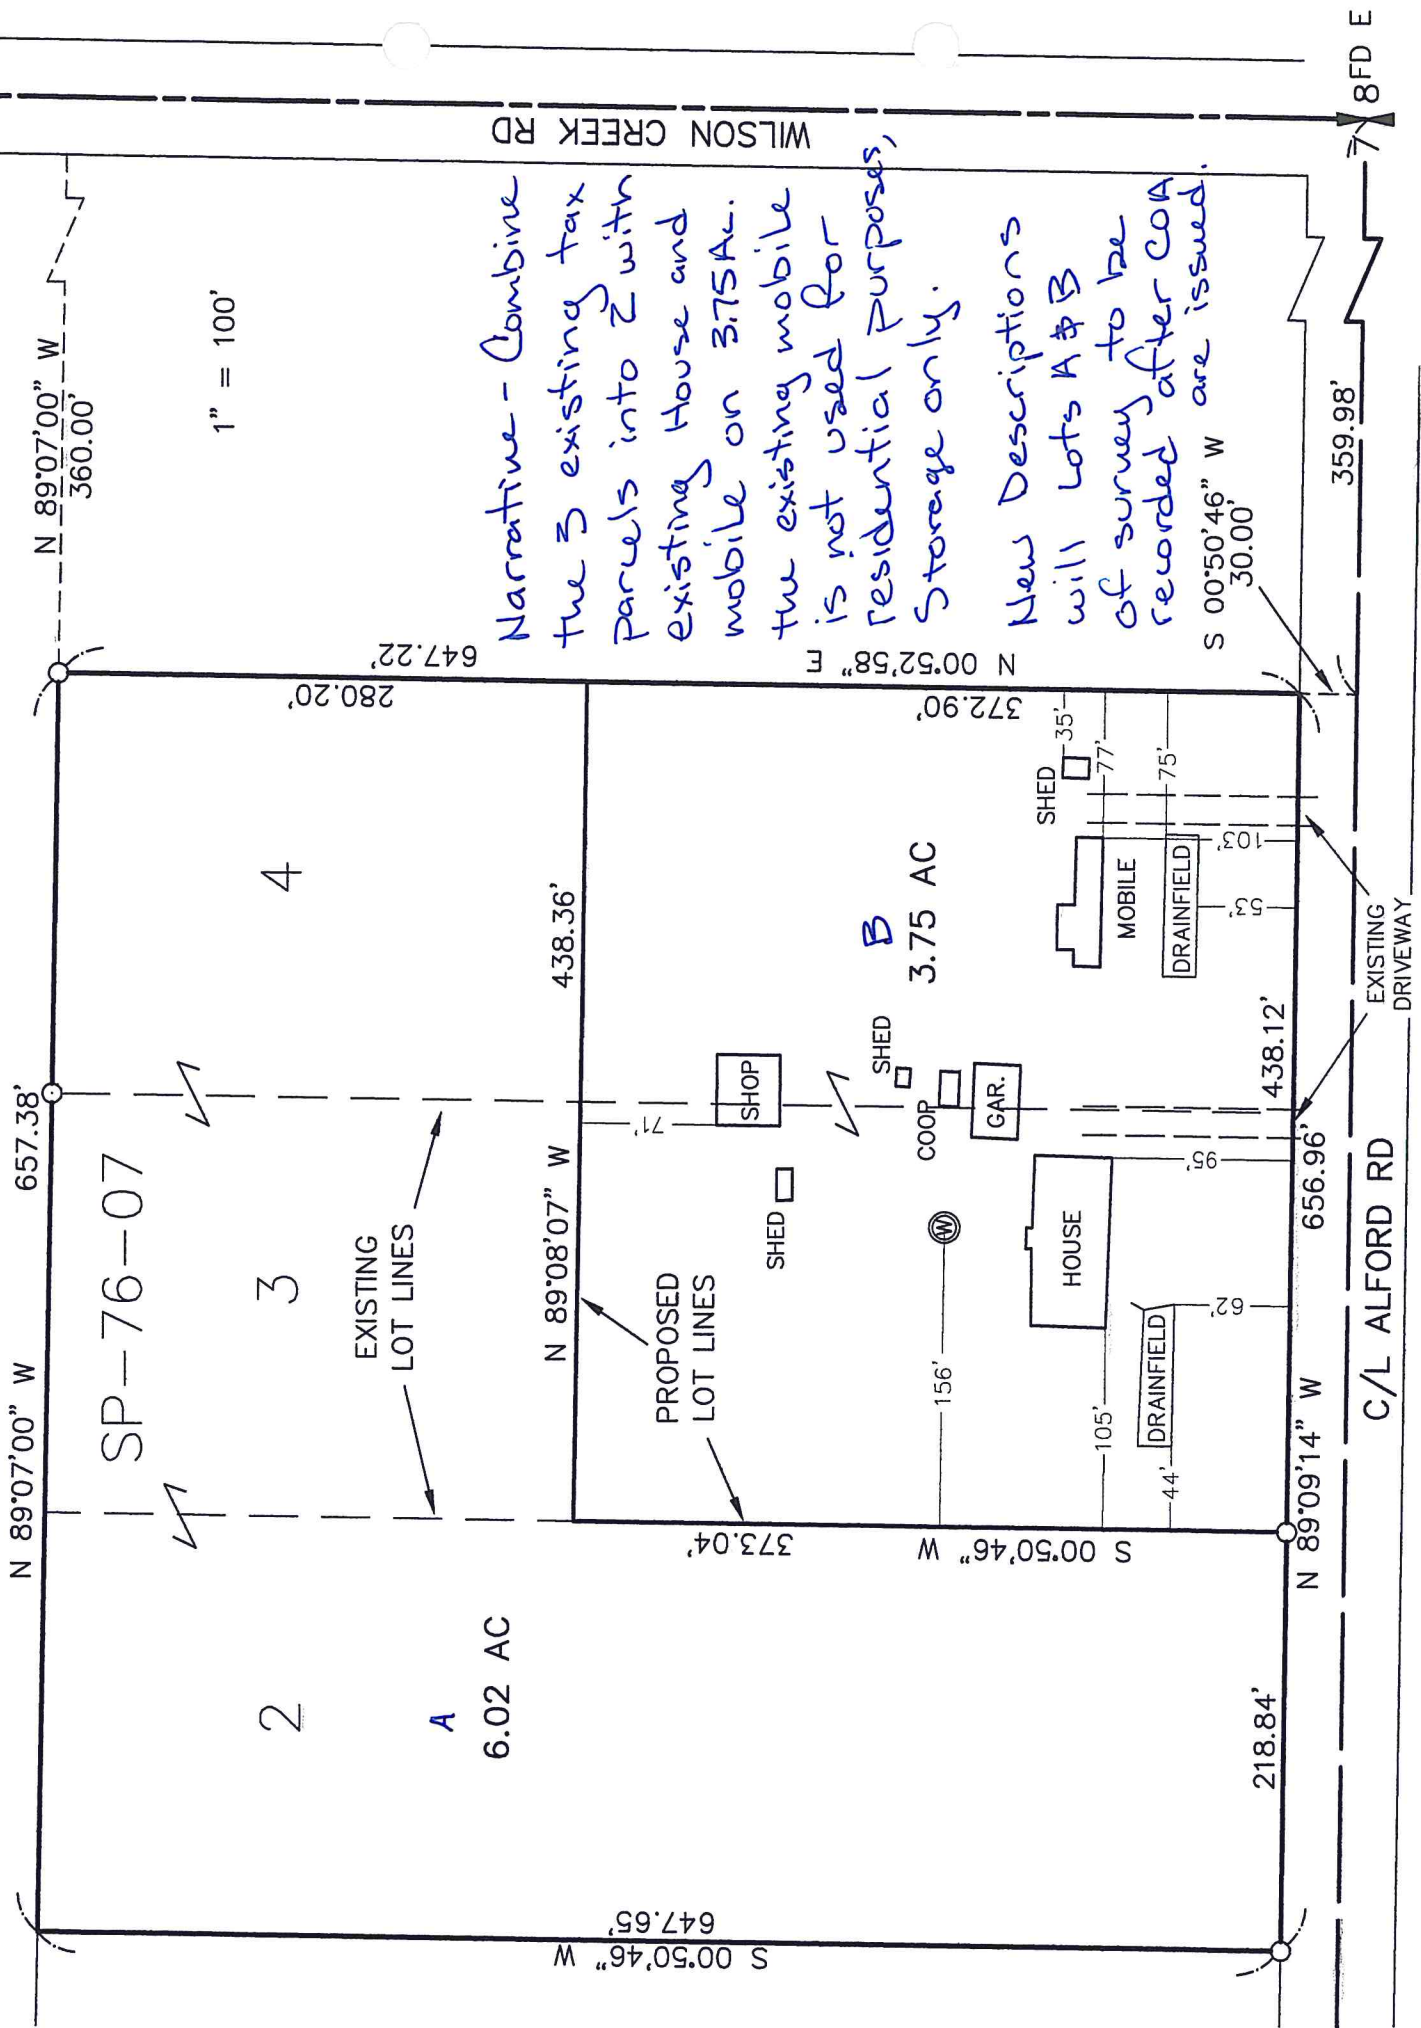 N 89°07'00" W
657.38'
N 89°07'00" W
360.00'
1" = 100'
WILSON CREEK RD
SP-76-07
2
3
4
A
6.02 AC
EXISTING
LOT LINES
280.20'
647.22'
N 89°08'07" W
438.36'
PROPOSED
LOT LINES
373.04'
S 00°50'46" W
372.90'
N 00°52'58" E
B
3.75 AC
71'
SHOP
SHED
SHED
COOP
GAR.
W
156'
HOUSE
105'
95'
DRAINFIELD
44'
62'
SHED
35'
77'
75'
MOBILE
DRAINFIELD
103'
53'
Narrative - Combine
the 3 existing tax
parcels into 2 with
existing House and
mobile on 3.75Ac.
the existing mobile
is not used for
residential purposes,
Storage only.
New Descriptions
will Lots A & B
of survey to be
recorded after COA
are issued.
S 00°50'46" W
30.00'
647.65'
S 00°50'46" W
218.84'
N 89°09'14" W
656.96'
438.12'
EXISTING
DRIVEWAY
359.98'
C/L ALFORD RD
7
8FD E